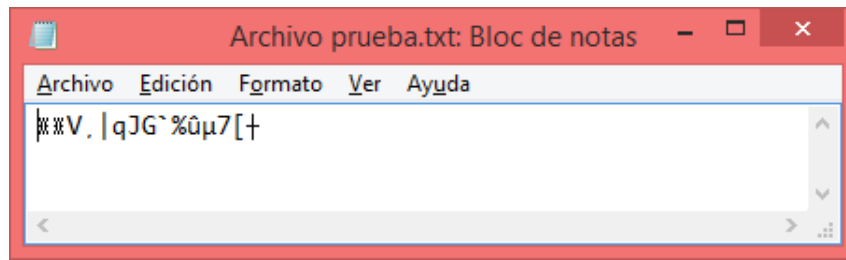 Archivo prueba.txt: Bloc de notas
Archivo Edición Formato Ver Ayuda
※※V¸|qJG`%ûµ7[┼